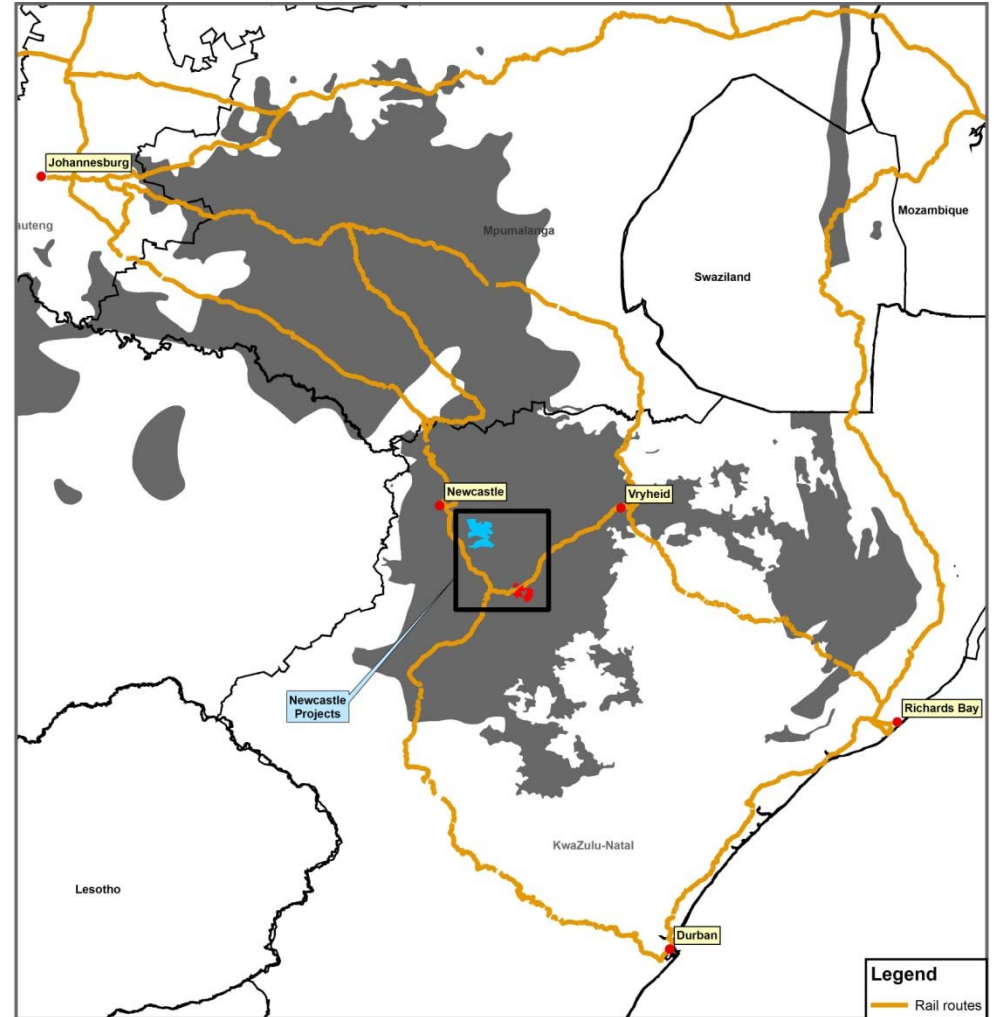 Johannesburg
auteng
Mpumalanga
Mozambique
Swaziland
Newcastle
Vryheid
Newcastle
Projects
Richards Bay
KwaZulu-Natal
Lesotho
Durban
Legend
Rail routes